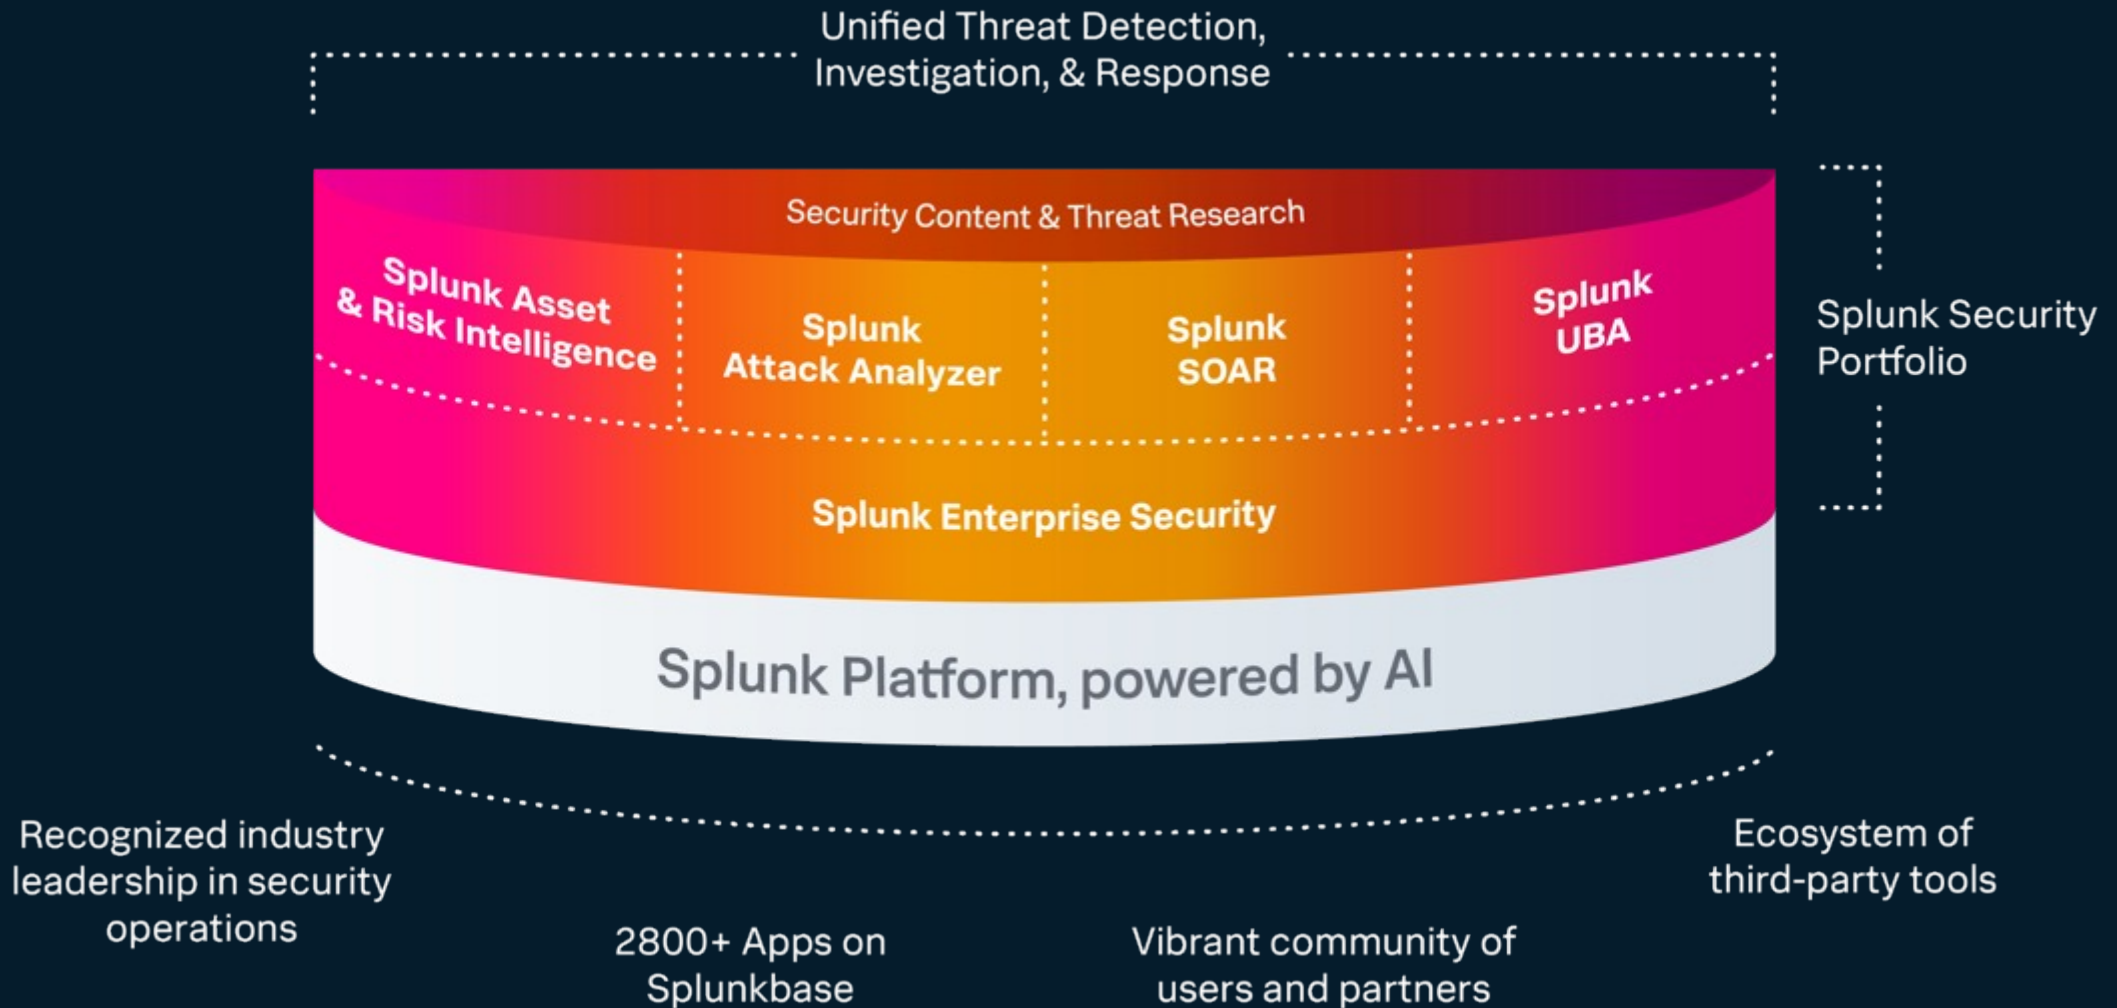 Unified Threat Detection,
Investigation, & Response
Security Content & Threat Research
Splunk Asset
& Risk Intelligence
Splunk
Attack Analyzer
Splunk
SOAR
Splunk
UBA
Splunk Security
Portfolio
Splunk Enterprise Security
Splunk Platform, powered by AI
Recognized industry
leadership in security
operations
2800+ Apps on
Splunkbase
Vibrant community of
users and partners
Ecosystem of
third-party tools